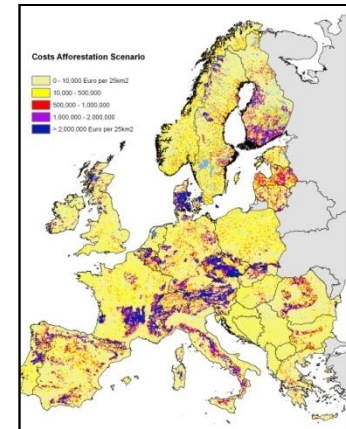 Costs Afforestation Scenario
0 - 10,000 Euro per 25km2
10,000 - 500,000
500,000 - 1,000,000
1,000,000 - 2,000,000
> 2,000,000 Euro per 25km2